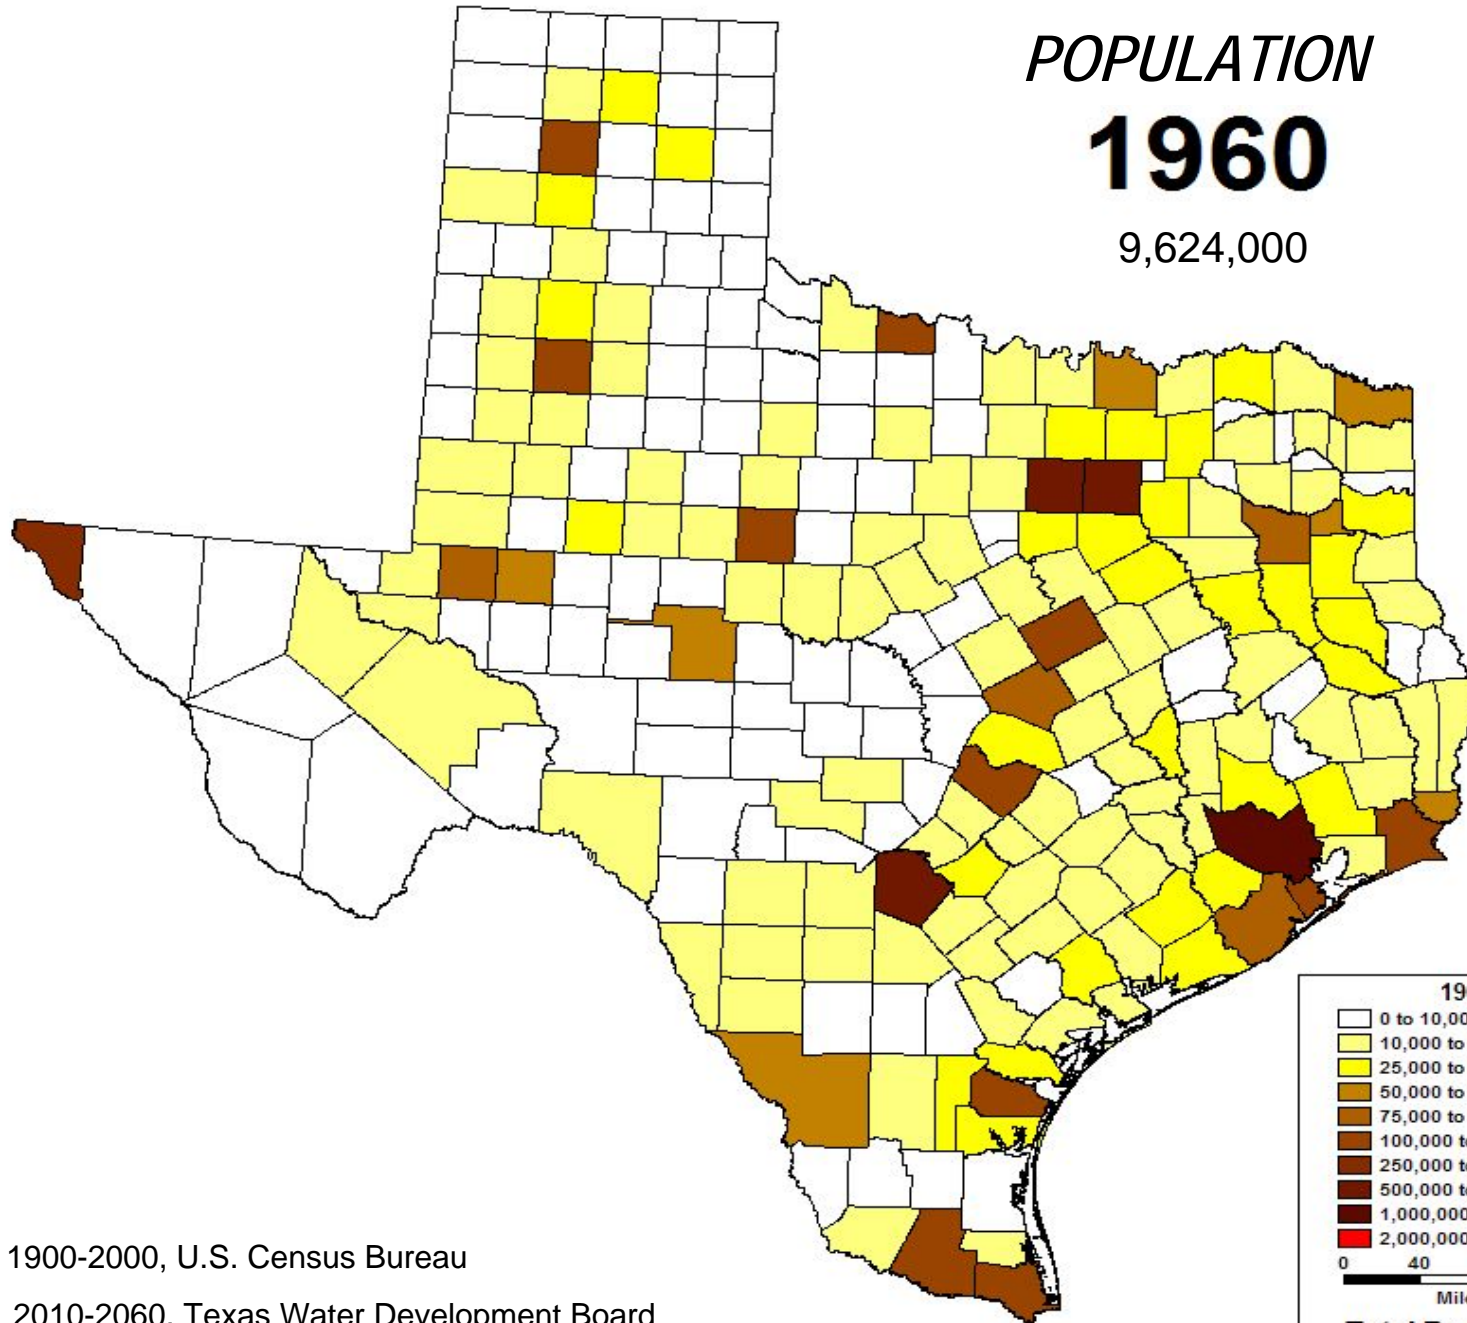 POPULATION
1960
9,624,000
0 to
10,000 to
25,000 to
50,000 to
75,000 to
100,000
250,000
500,000
1,000,000
2,000,000
0 40
1900-2000, U.S. Census Bureau
2010-2060, Texas Water Development Board